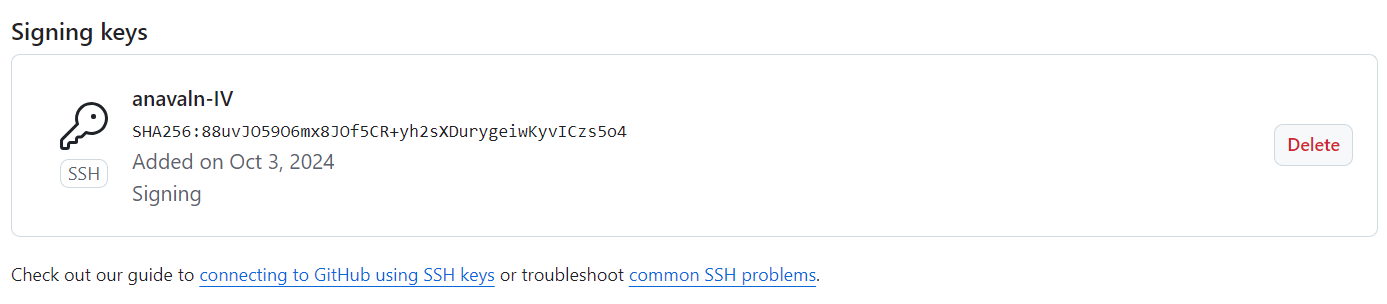 Signing keys
anavaln-IV
SHA256:88uvJO59O6mx8JOf5CR+yh2sXDurygeiwKyvICzs5o4
SSH
Added on Oct 3, 2024
Signing
Delete
Check out our guide to connecting to GitHub using SSH keys or troubleshoot common SSH problems.